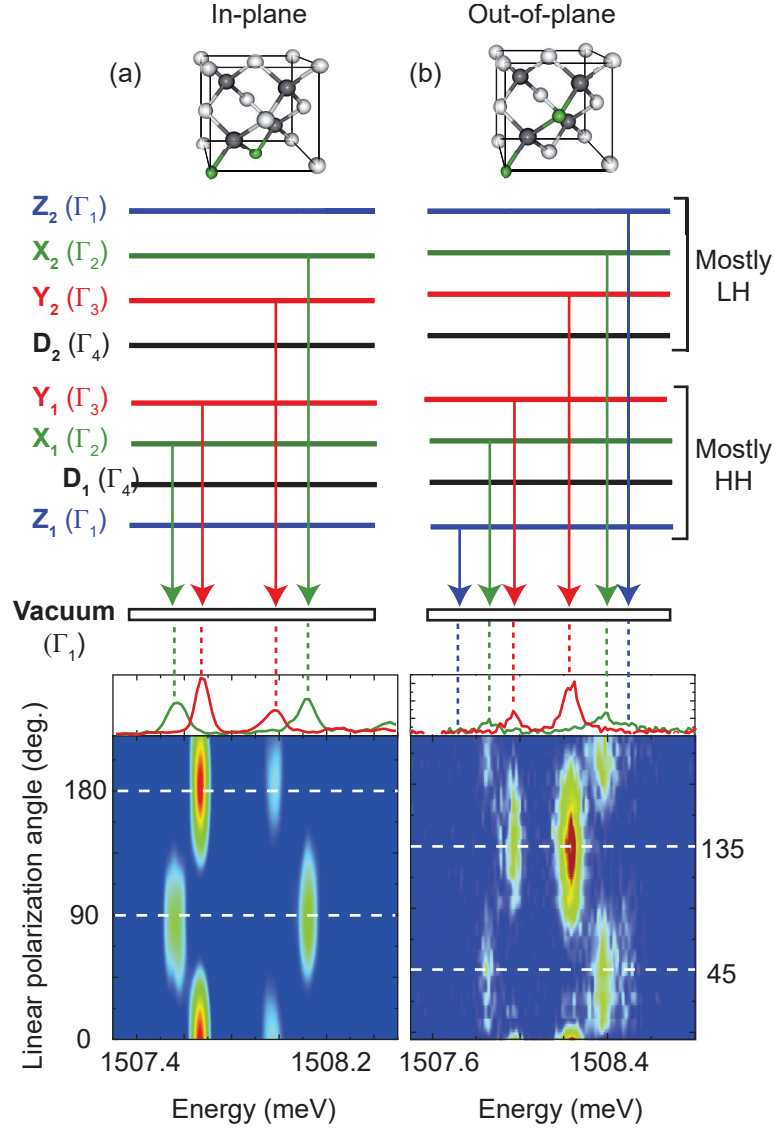 In-plane
Out-of-plane
(a)
(b)
Z₂ (Γ₁)
X₂ (Γ₂)
Y₂ (Γ₃)
D₂ (Γ₄)
Y₁ (Γ₃)
X₁ (Γ₂)
D₁ (Γ₄)
Z₁ (Γ₁)
Mostly
LH
Mostly
HH
Vacuum
(Γ₁)
Linear polarization angle (deg.)
180
90
0
135
45
1507.4
1508.2
1507.6
1508.4
Energy (meV)
Energy (meV)